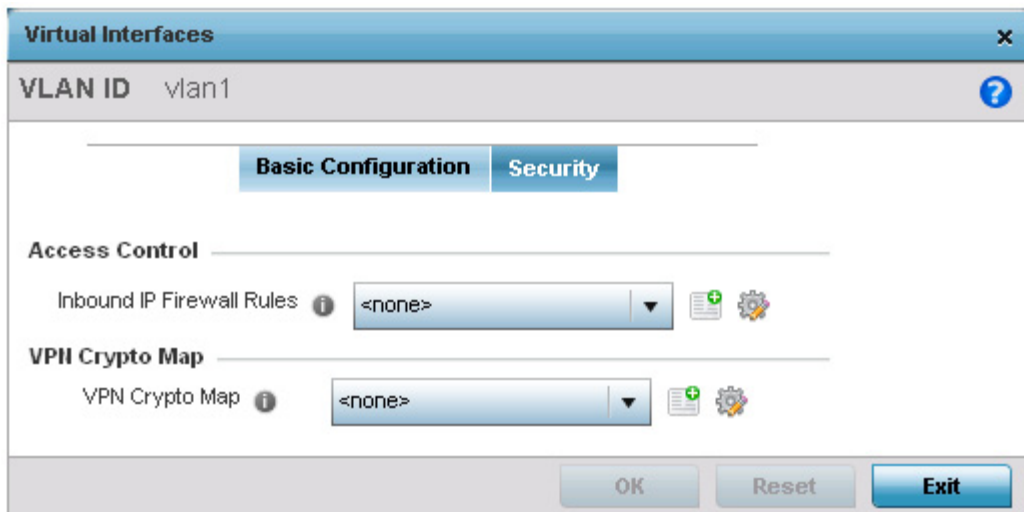 Virtual Interfaces
VLAN ID vlan1
Basic Configuration Security
Access Control
Inbound IP Firewall Rules <none>
VPN Crypto Map
VPN Crypto Map <none>
OK Reset Exit